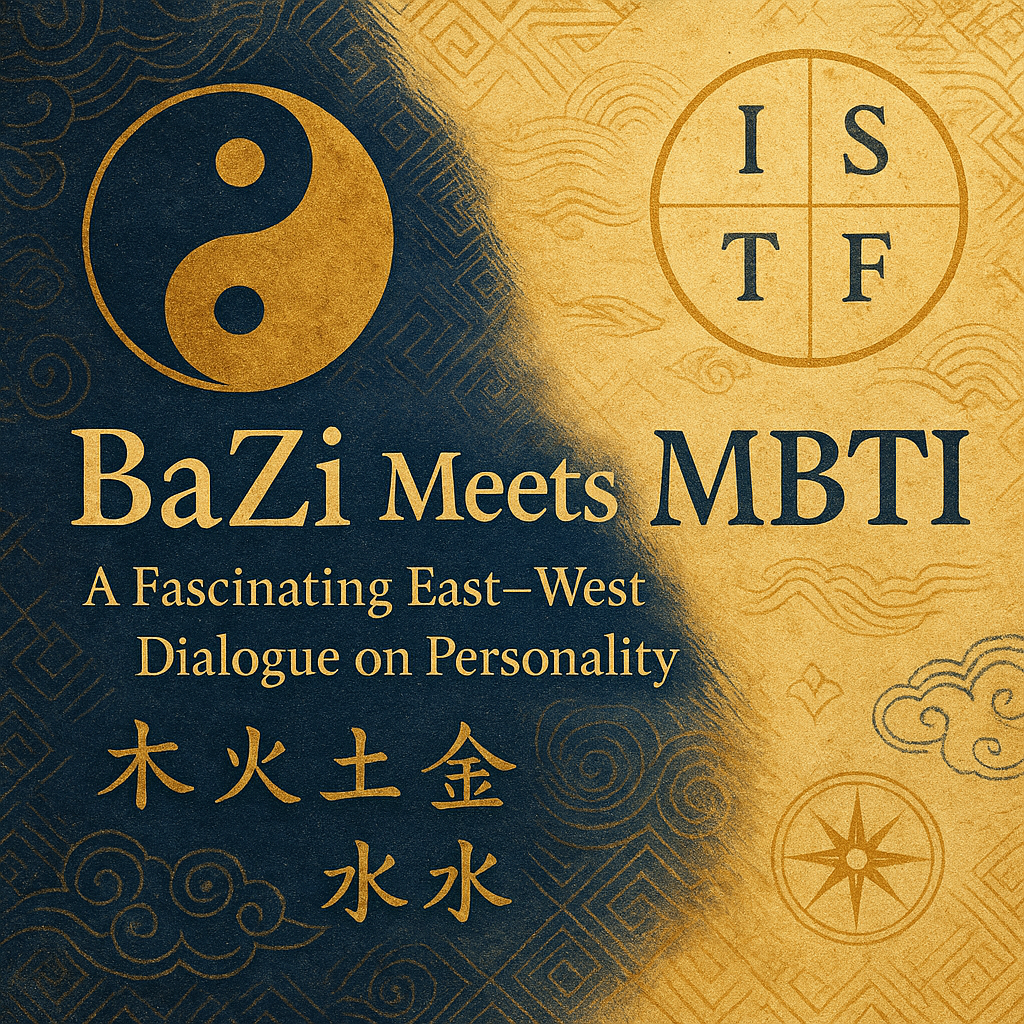 I S
T F
BaZi Meets MBTI
A Fascinating East–West
Dialogue on Personality
木火土金
水水